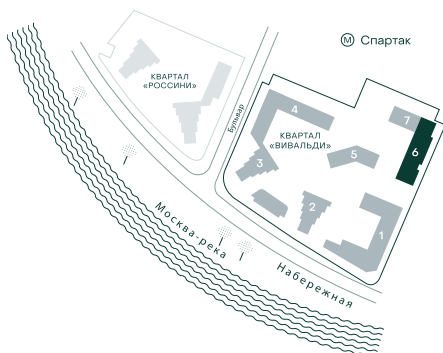 М Спартак
КВАРТАЛ
«РОССИНИ»
Бульвар
4
7
КВАРТАЛ
«ВИВАЛЬДИ»
6
5
3
2
1
Москва-река
Набережная